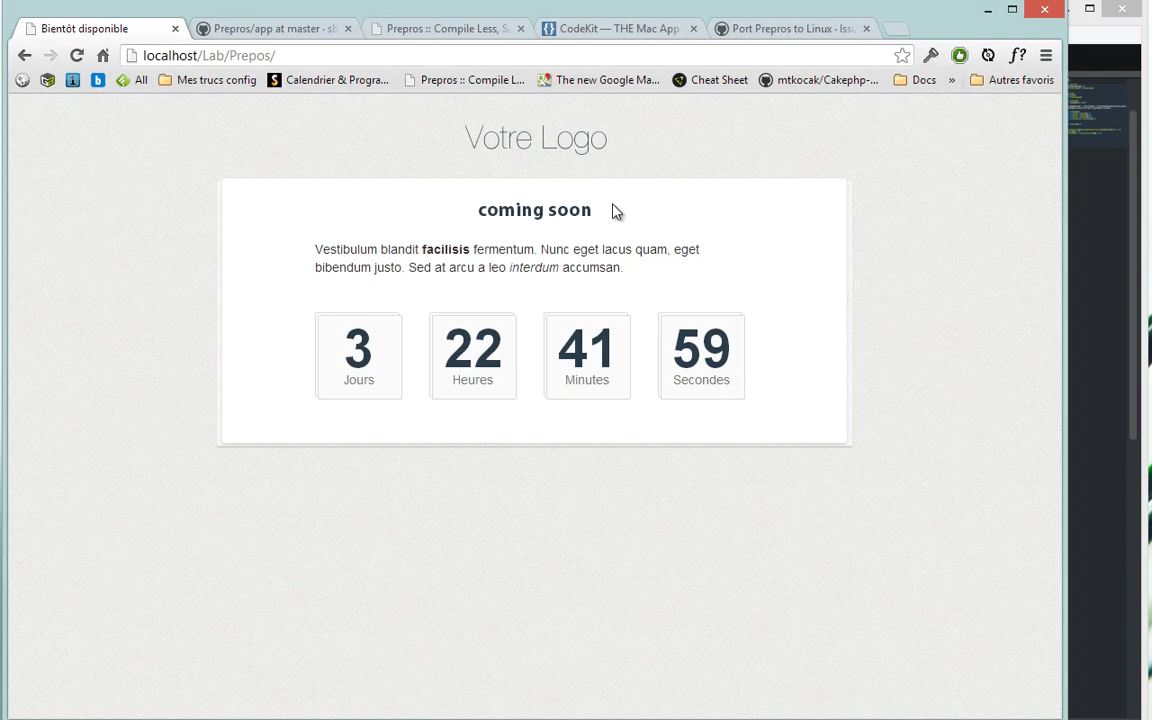 Bientôt disponible
Prepros/app at master · sb
Prepros :: Compile Less, S
CodeKit — THE Mac App
Port Prepros to Linux · Issu
localhost/Lab/Prepos/
f?
All
Mes trucs config
Calendrier & Progra...
Prepros :: Compile L...
The new Google Ma...
Cheat Sheet
mtkocak/Cakephp-...
Docs
»
Autres favoris
Votre Logo
coming soon
Vestibulum blandit facilisis fermentum. Nunc eget lacus quam, eget
bibendum justo. Sed at arcu a leo interdum accumsan.
3 22 41 59
Jours Heures Minutes Secondes